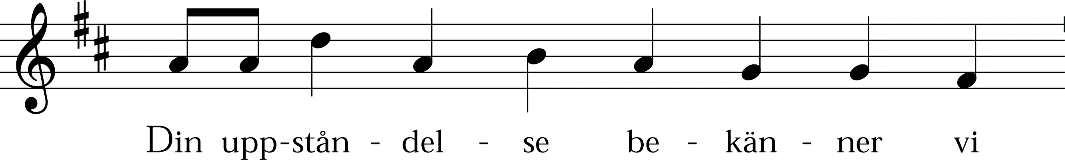 Din upp-stån - del - se be - kän - ner vi